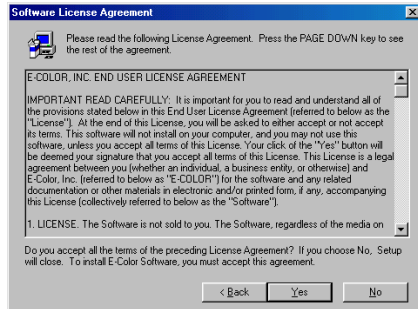 Software License Agreement
Please read the following License Agreement. Press the PAGE DOWN key to see
the rest of the agreement.
E-COLOR, INC. END USER LICENSE AGREEMENT
IMPORTANT READ CAREFULLY: It is important for you to read and understand all of
the provisions stated below in this End User License Agreement (referred to below as the
"License"). At the end of this License, you will be asked to either accept or not accept
its terms. This software will not install on your computer, and you may not use this
software, unless you accept all terms of this License. Your click of the "Yes" button will
be deemed your signature that you accept all terms of this License. This License is a legal
agreement between you (whether an individual, a business entity, or otherwise) and
E-Color, Inc. (referred to below as "E-COLOR") for the software and any related
documentation or other materials in electronic and/or printed form, if any, accompanying
this License (collectively referred to below as the "Software").
1. LICENSE. The Software is not sold to you. The Software, regardless of the media on
Do you accept all the terms of the preceding License Agreement? If you choose No, Setup
will close. To install E-Color Software, you must accept this agreement.
< Back Yes No